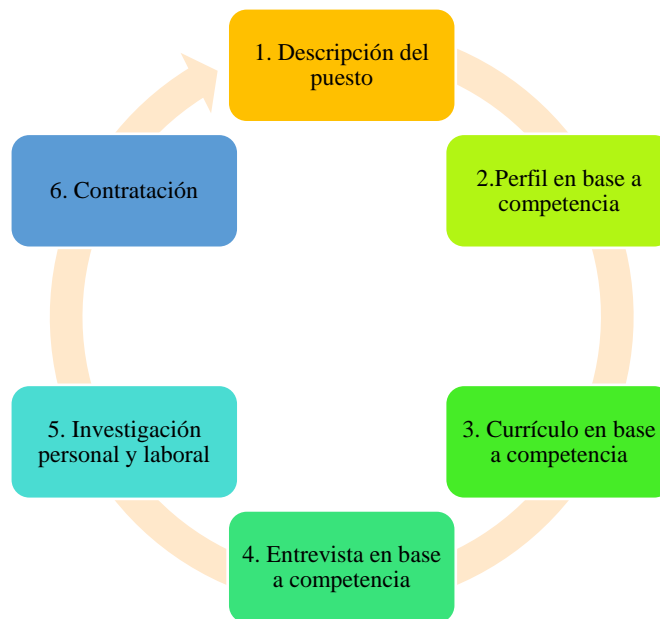 1. Descripción del
puesto
2.Perfil en base a
competencia
3. Currículo en base
a competencia
4. Entrevista en base
a competencia
5. Investigación
personal y laboral
6. Contratación